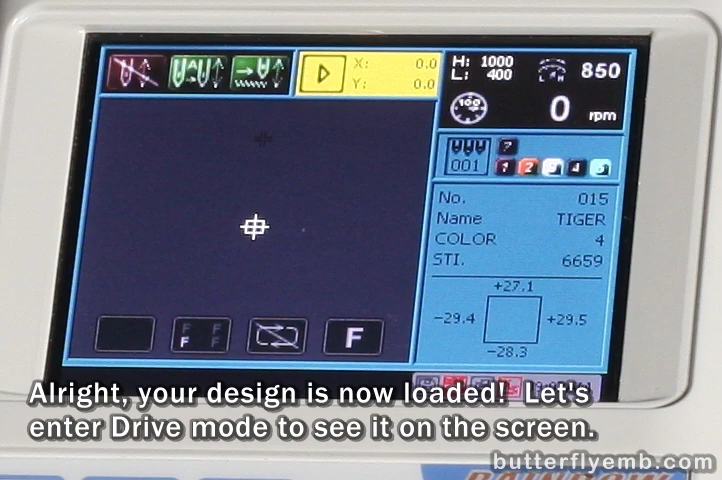 X: 0.0
Y: 0.0
H: 1000
L: 400
850
100
0 rpm
001
7
1 2 3 4 5
No. 015
Name TIGER
COLOR 4
STI. 6659
+27.1
-29.4 +29.5
-28.3
F F
F F
F
Alright, your design is now loaded! Let's
enter Drive mode to see it on the screen.
butterflyemb.com
RAINBOW